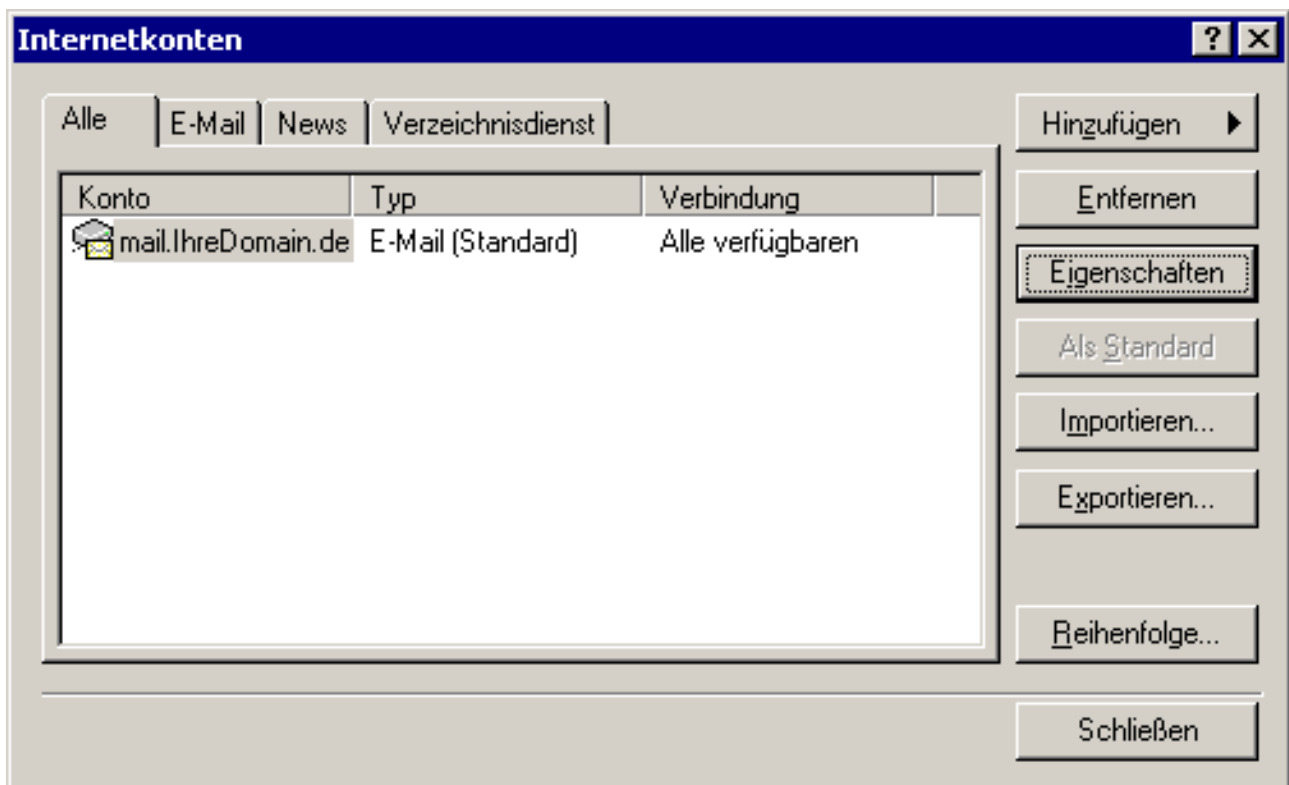 Internetkonten
Alle E-Mail News Verzeichnisdienst
Konto Typ Verbindung
mail.IhreDomain.de E-Mail (Standard) Alle verfügbaren
Hinzufügen
Entfernen
Eigenschaften
Als Standard
Importieren...
Exportieren...
Reihenfolge...
Schließen